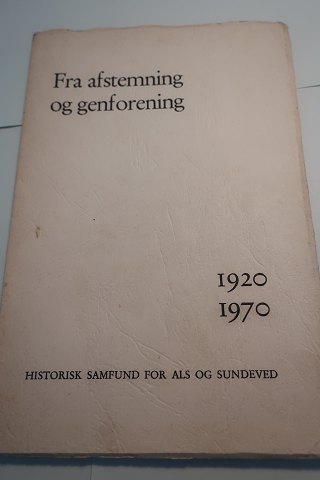 Fra afstemning
og genforening
1920
1970
HISTORISK SAMFUND FOR ALS OG SUNDEVED